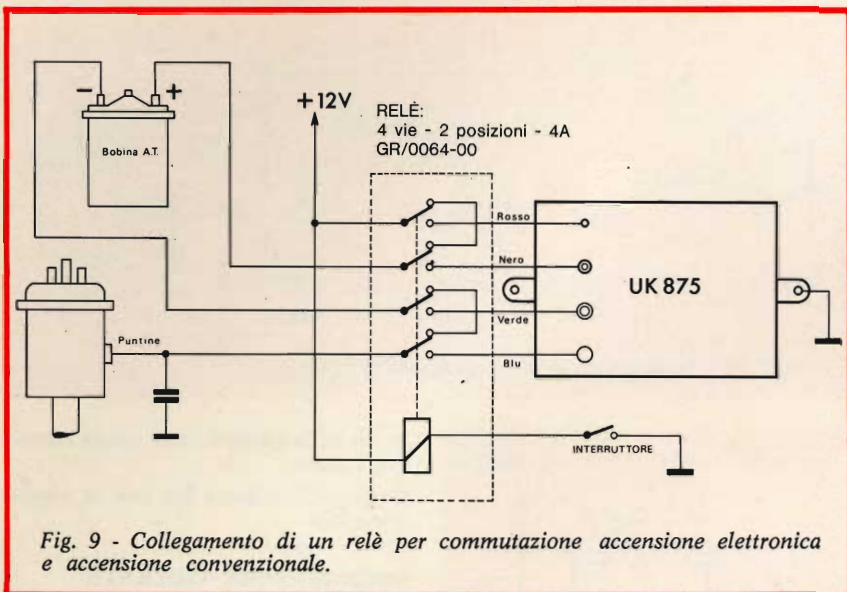 - +
Bobina A.T.
+12V
RELÈ:
4 vie - 2 posizioni - 4A
GR/0064-00
Rosso
Nero
Verde
Blu
UK 875
Puntine
INTERRUTTORE
Fig. 9 - Collegamento di un relè per commutazione accensione elettronica
e accensione convenzionale.